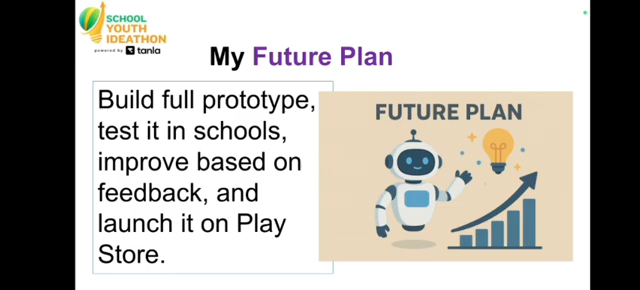 SCHOOL
YOUTH
IDEATHON
powered by tanla
My Future Plan
Build full prototype,
test it in schools,
improve based on
feedback, and
launch it on Play
Store.
FUTURE PLAN